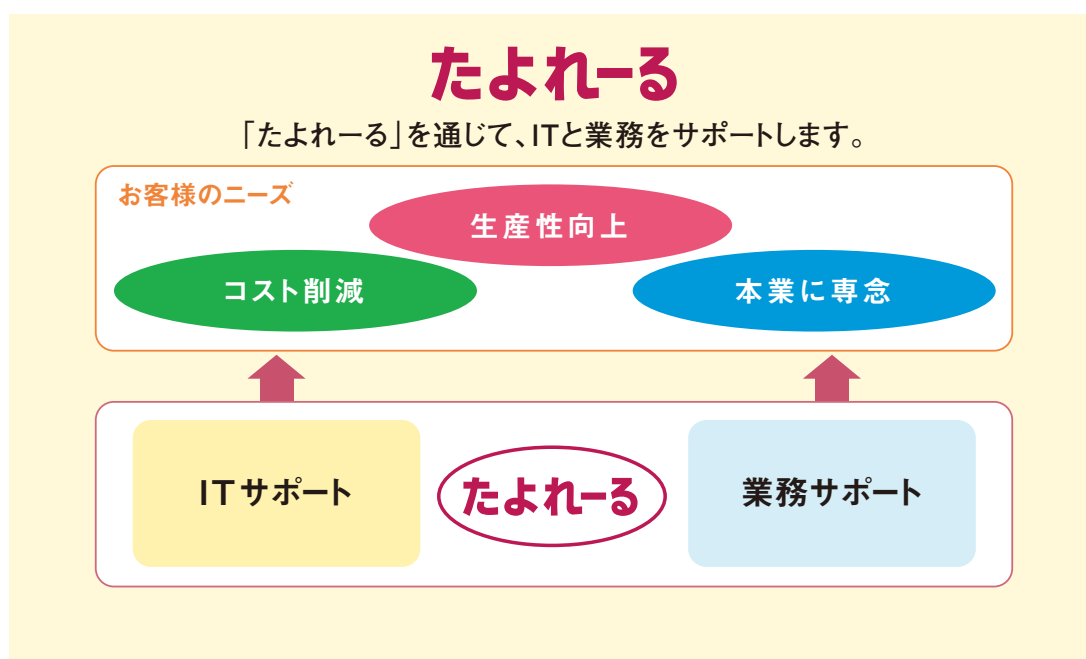 たよれーる
「たよれーる」を通じて、ITと業務をサポートします。
お客様のニーズ
生産性向上
コスト削減
本業に専念
ITサポート
たよれーる
業務サポート